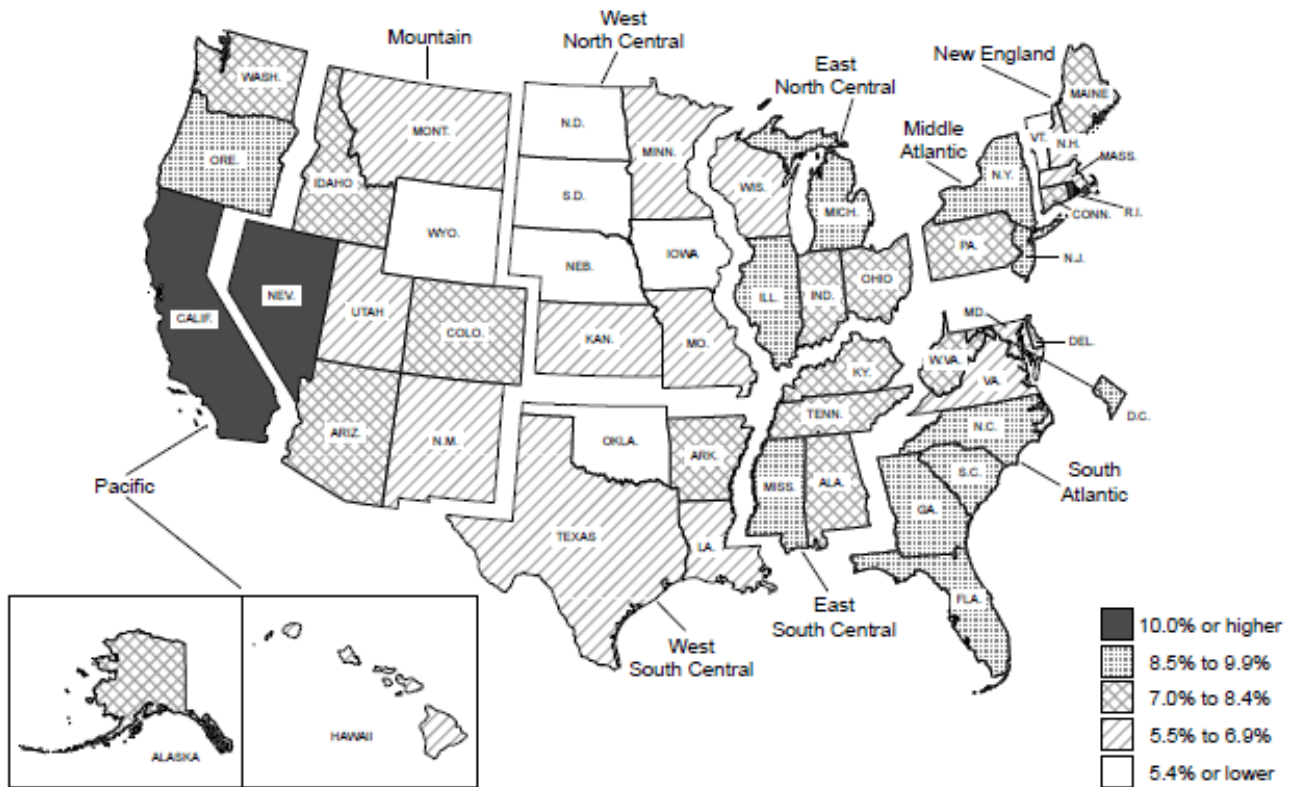 West
North Central
Mountain
East
North Central
New England
Middle
Atlantic
WASH.
MONT.
N.D.
MINN.
VT.
MAINE
N.H.
MASS.
ORE.
IDAHO
S.D.
WIS.
MICH.
N.Y.
R.I.
CONN.
WYO.
IOWA
PA.
N.J.
NEB.
CALIF.
NEV.
UTAH
COLO.
KAN.
MO.
ILL.
IND.
OHIO
MD.
DEL.
W.VA.
VA.
D.C.
KY.
TENN.
N.C.
ARIZ.
N.M.
OKLA.
ARK.
MISS.
ALA.
GA.
S.C.
South
Atlantic
Pacific
TEXAS
LA.
FLA.
East
South Central
West
South Central
ALASKA
HAWAII
10.0% or higher
8.5% to 9.9%
7.0% to 8.4%
5.5% to 6.9%
5.4% or lower